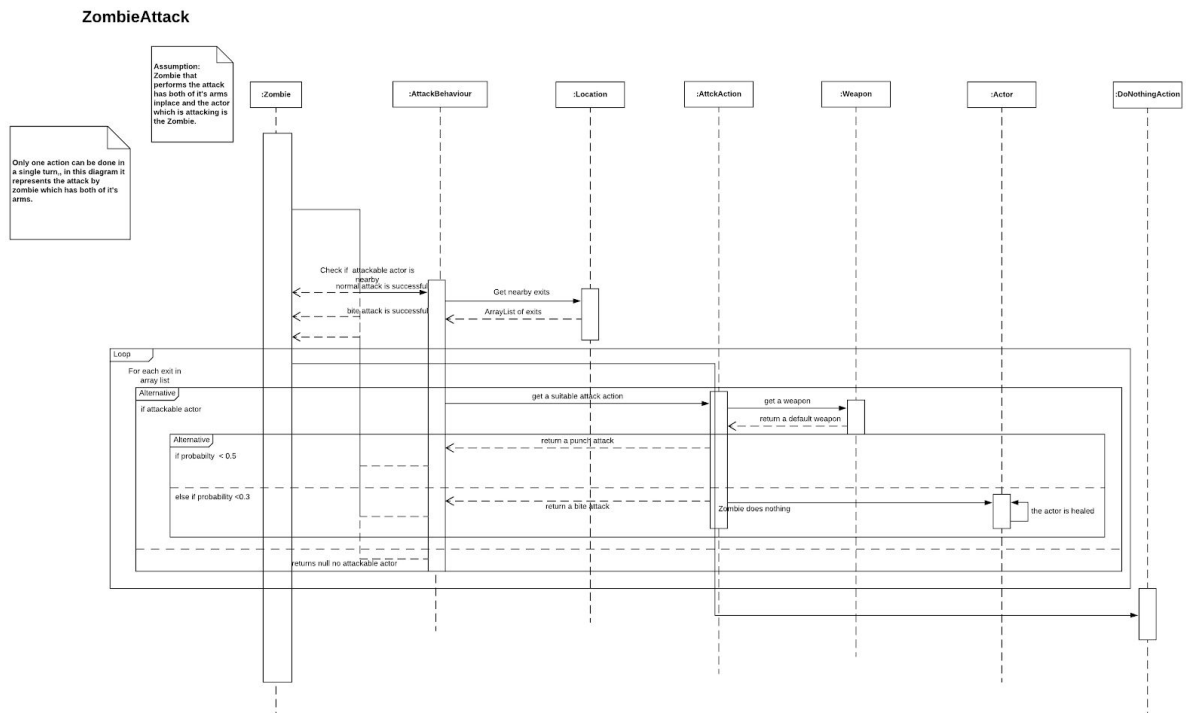 ZombieAttack
Assumption:
Zombie that
performs the attack
has both of it's arms
inplace and the actor
which is attacking is
the Zombie.
:Zombie
:AttackBehaviour
:Location
:AttckAction
:Weapon
:Actor
:DoNothingAction
Only one action can be done in
a single turn,, in this diagram it
represents the attack by
zombie which has both of it's
arms.
Check if attackable actor is
nearby
normal attack is successful
Get nearby exits
bite attack is successful
ArrayList of exits
Loop
For each exit in
array list
Alternative
if attackable actor
get a suitable attack action
get a weapon
return a default weapon
Alternative
return a punch attack
if probabilty < 0.5
else if probability <0.3
return a bite attack
Zombie does nothing
the actor is healed
returns null no attackable actor